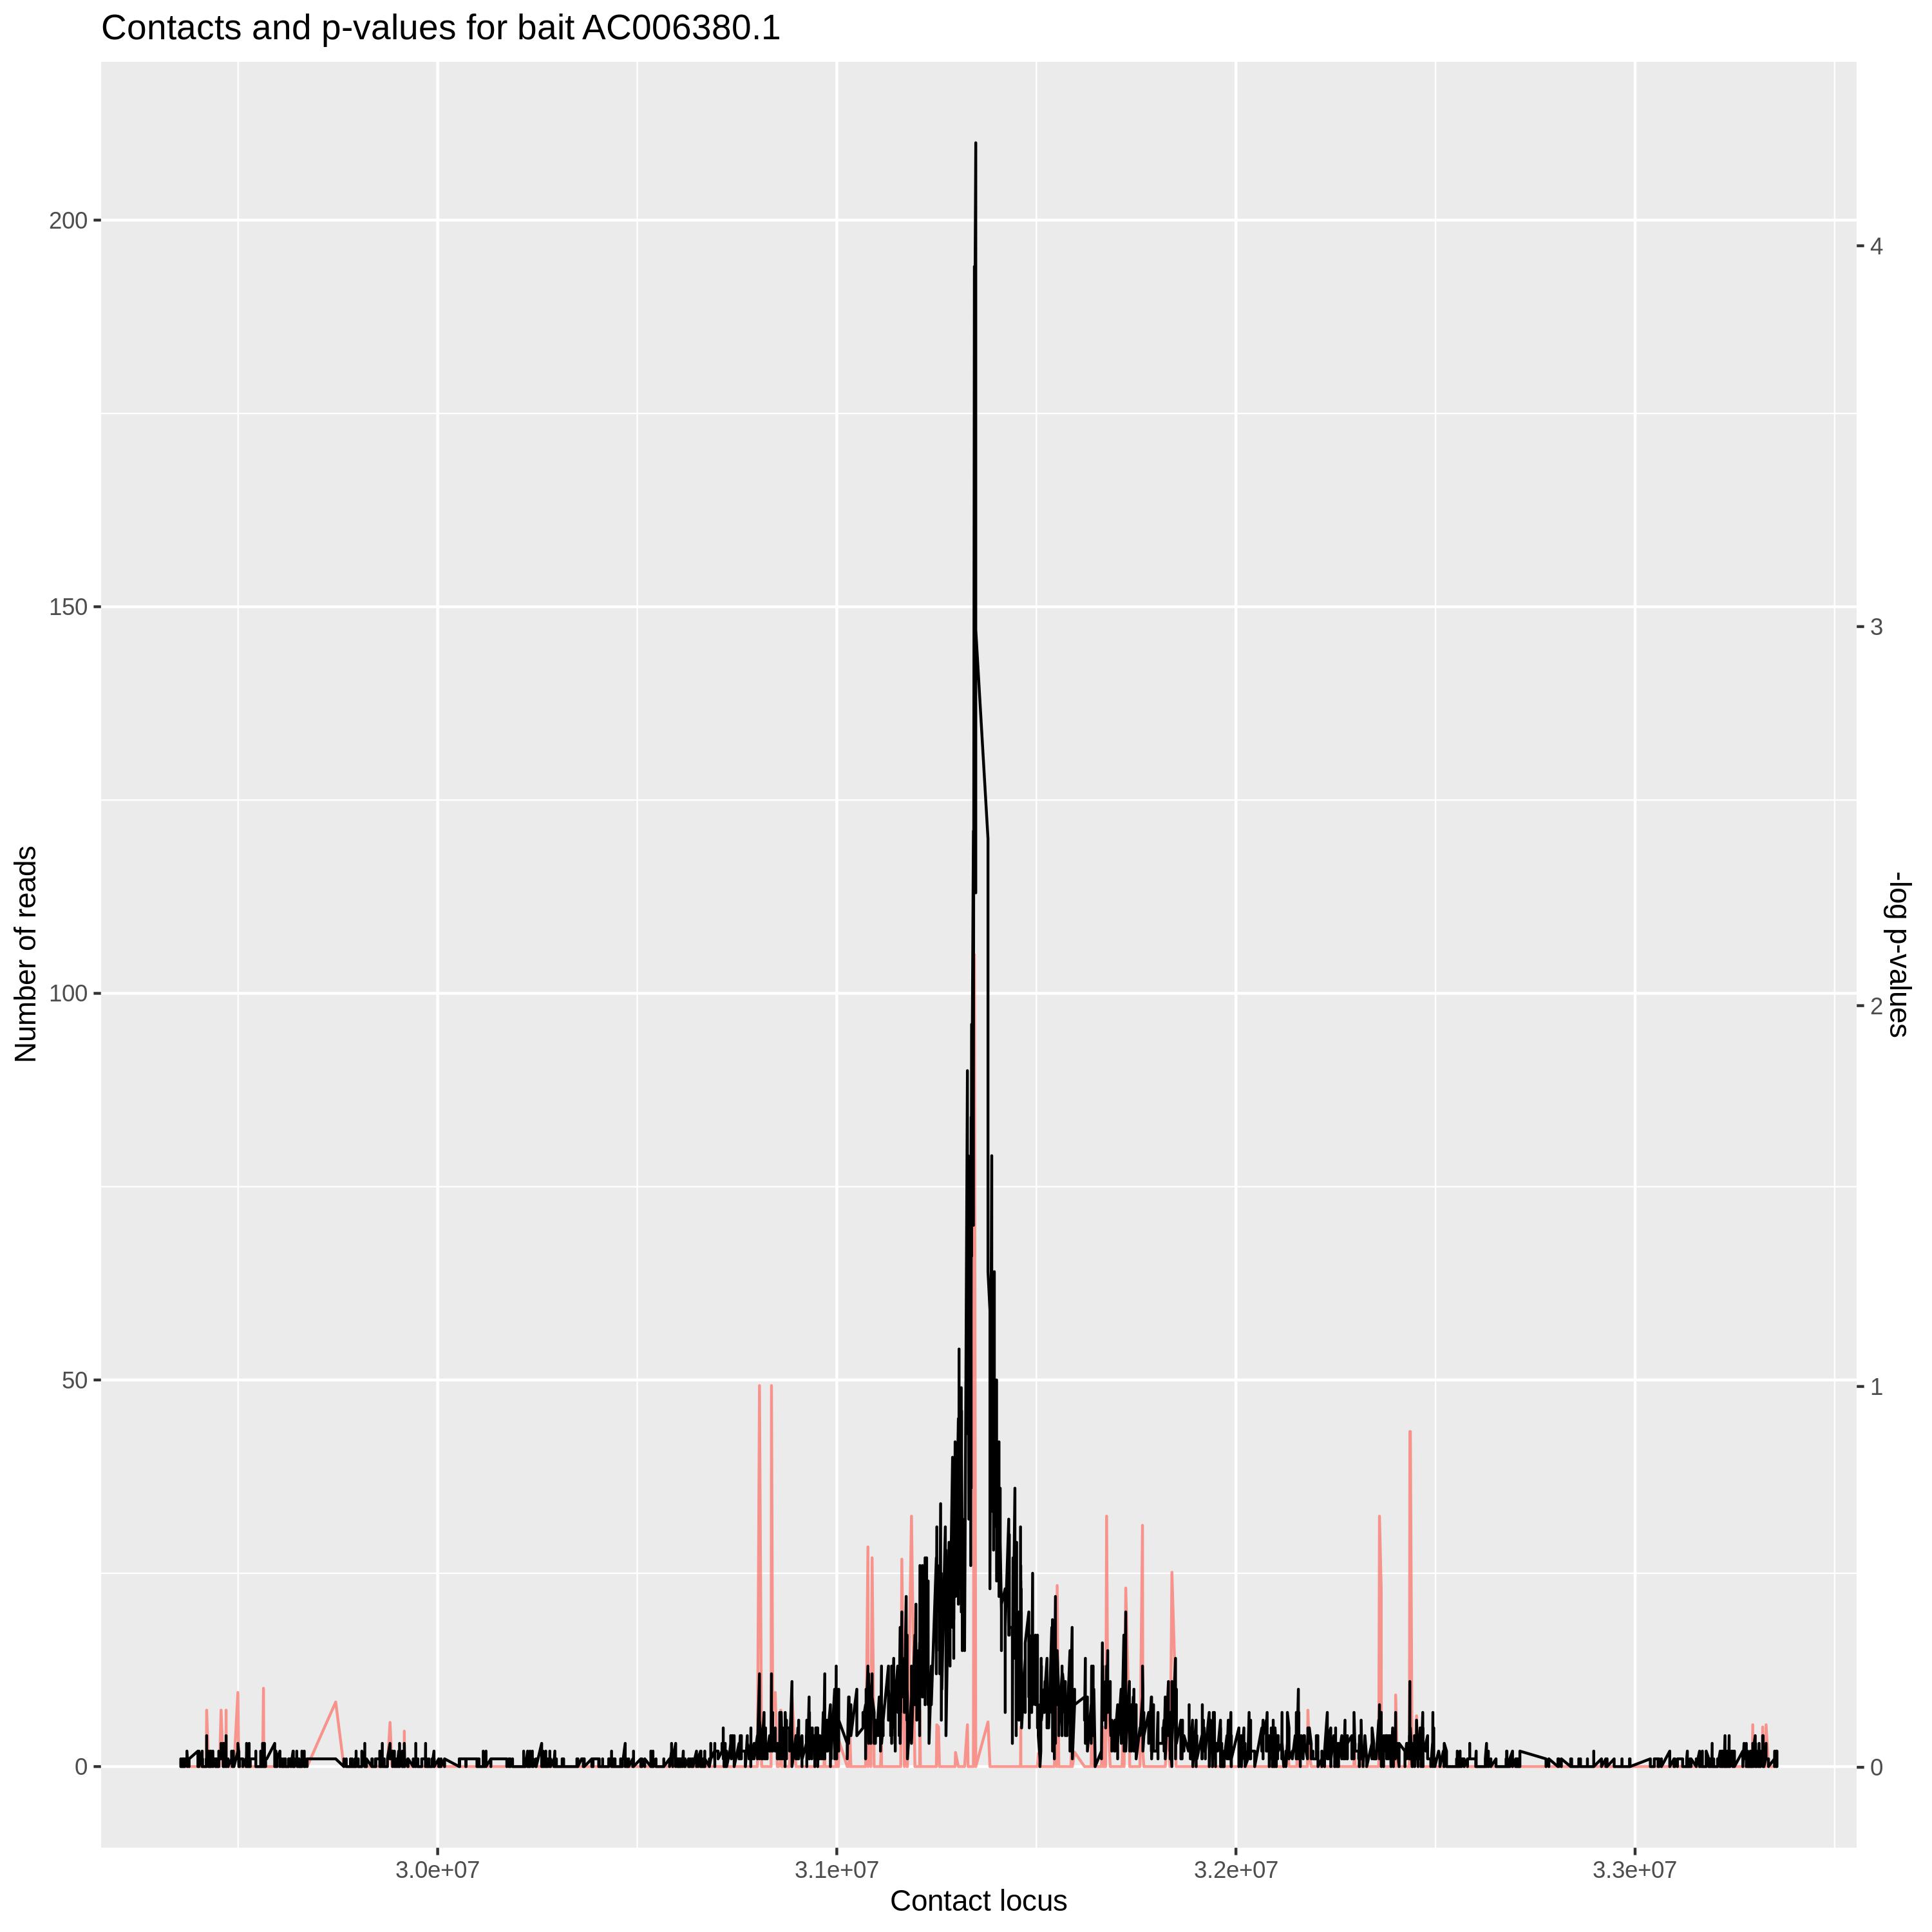 Contacts and p-values for bait AC006380.1
Number of reads
200
150
100
50
0
4
3
2
1
0
-log p-values
3.0e+07
3.1e+07
3.2e+07
3.3e+07
Contact locus